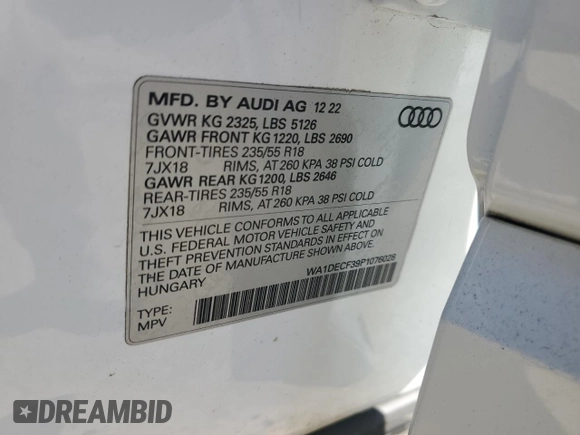 MFD. BY AUDI AG 12 22
GVWR KG 2325, LBS 5126
GAWR FRONT KG 1220, LBS 2690
FRONT-TIRES 235/55 R18
7JX18 RIMS, AT 260 KPA 38 PSI COLD
GAWR REAR KG 1200, LBS 2646
REAR-TIRES 235/55 R18
7JX18 RIMS, AT 260 KPA 38 PSI COLD
THIS VEHICLE CONFORMS TO ALL APPLICABLE
U.S. FEDERAL MOTOR VEHICLE SAFETY AND
THEFT PREVENTION STANDARDS IN EFFECT ON
THE DATE OF MANUFACTURE SHOWN ABOVE.
HUNGARY
WA1DECF39P1076028
TYPE:
MPV
DREAMBID